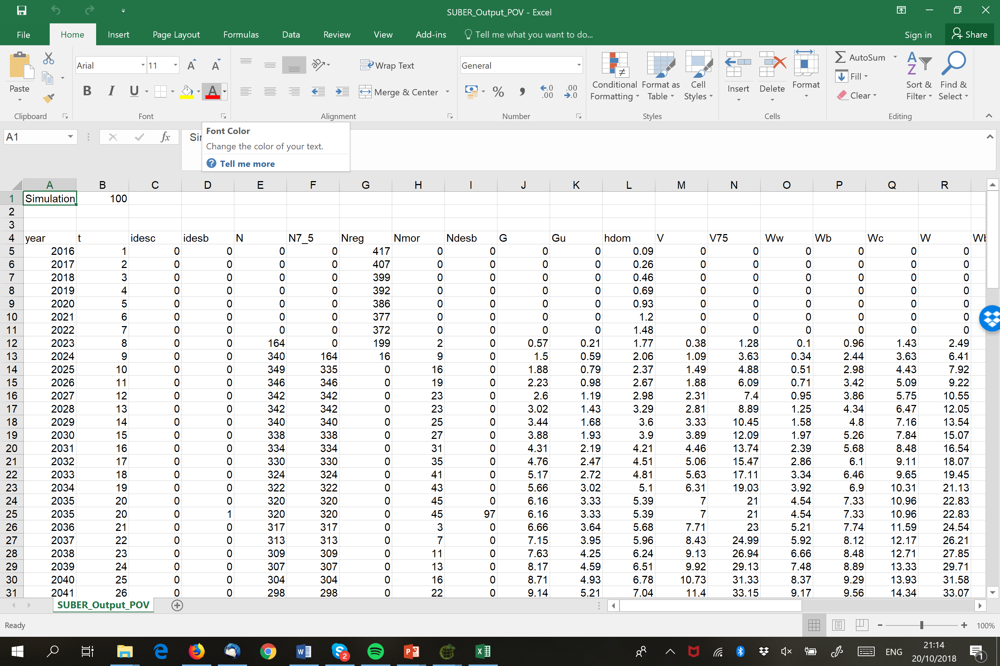 SUBER_Output_POV - Excel
File Home Insert Page Layout Formulas Data Review View Add-ins Tell me what you want to do... Sign in Share
Paste
Clipboard
Arial 11
B I U A
Font
Wrap Text
Merge & Center
Alignment
General
% , .0 .00 .00 .0
Number
Conditional Formatting
Format as Table
Cell Styles
Styles
Insert
Delete
Format
Cells
AutoSum
Fill
Clear
Sort & Filter
Find & Select
Editing
A1 fx
Font Color
Change the color of your text.
Tell me more
A B C D E F G H I J K L M N O P Q R
1 Simulation 100
2
3
4 year t idesc idesb N N7_5 Nreg Nmor Ndesb G Gu hdom V V75 Ww Wb Wc W
5 2016 1 0 0 0 0 417 0 0 0 0 0.09 0 0 0 0 0 0
6 2017 2 0 0 0 0 407 0 0 0 0 0.26 0 0 0 0 0 0
7 2018 3 0 0 0 0 399 0 0 0 0 0.46 0 0 0 0 0 0
8 2019 4 0 0 0 0 392 0 0 0 0 0.69 0 0 0 0 0 0
9 2020 5 0 0 0 0 386 0 0 0 0 0.93 0 0 0 0 0 0
10 2021 6 0 0 0 0 377 0 0 0 0 1.2 0 0 0 0 0 0
11 2022 7 0 0 0 0 372 0 0 0 0 1.48 0 0 0 0 0 0
12 2023 8 0 0 164 0 199 2 0 0.57 0.21 1.77 0.38 1.28 0.1 0.96 1.43 2.49
13 2024 9 0 0 340 164 16 9 0 1.5 0.59 2.06 1.09 3.63 0.34 2.44 3.63 6.41
14 2025 10 0 0 349 335 0 16 0 1.88 0.79 2.37 1.49 4.88 0.51 2.98 4.43 7.92
15 2026 11 0 0 346 346 0 19 0 2.23 0.98 2.67 1.88 6.09 0.71 3.42 5.09 9.22
16 2027 12 0 0 342 342 0 23 0 2.6 1.19 2.98 2.31 7.4 0.95 3.86 5.75 10.55
17 2028 13 0 0 342 342 0 23 0 3.02 1.43 3.29 2.81 8.89 1.25 4.34 6.47 12.05
18 2029 14 0 0 340 340 0 25 0 3.44 1.68 3.6 3.33 10.45 1.58 4.8 7.16 13.54
19 2030 15 0 0 338 338 0 27 0 3.88 1.93 3.9 3.89 12.09 1.97 5.26 7.84 15.07
20 2031 16 0 0 334 334 0 31 0 4.31 2.19 4.21 4.46 13.74 2.39 5.68 8.48 16.54
21 2032 17 0 0 330 330 0 35 0 4.76 2.47 4.51 5.06 15.47 2.86 6.1 9.11 18.07
22 2033 18 0 0 324 324 0 41 0 5.17 2.72 4.81 5.63 17.11 3.34 6.46 9.65 19.45
23 2034 19 0 0 322 322 0 43 0 5.66 3.02 5.1 6.31 19.03 3.92 6.9 10.31 21.13
24 2035 20 0 0 320 320 0 45 0 6.16 3.33 5.39 7 21 4.54 7.33 10.96 22.83
25 2035 20 0 1 320 320 0 45 97 6.16 3.33 5.39 7 21 4.54 7.33 10.96 22.83
26 2036 21 0 0 317 317 0 3 0 6.66 3.64 5.68 7.71 23 5.21 7.74 11.59 24.54
27 2037 22 0 0 313 313 0 7 0 7.15 3.95 5.96 8.43 24.99 5.92 8.12 12.17 26.21
28 2038 23 0 0 309 309 0 11 0 7.63 4.25 6.24 9.13 26.94 6.66 8.48 12.71 27.85
29 2039 24 0 0 307 307 0 13 0 8.17 4.59 6.51 9.92 29.13 7.48 8.89 13.33 29.71
30 2040 25 0 0 304 304 0 16 0 8.71 4.93 6.78 10.73 31.33 8.37 9.29 13.93 31.58
31 2041 26 0 0 298 298 0 22 0 9.14 5.21 7.04 11.4 33.15 9.17 9.56 14.34 33.07
SUBER_Output_POV
Ready 100%
ENG 21:14
20/10/2018